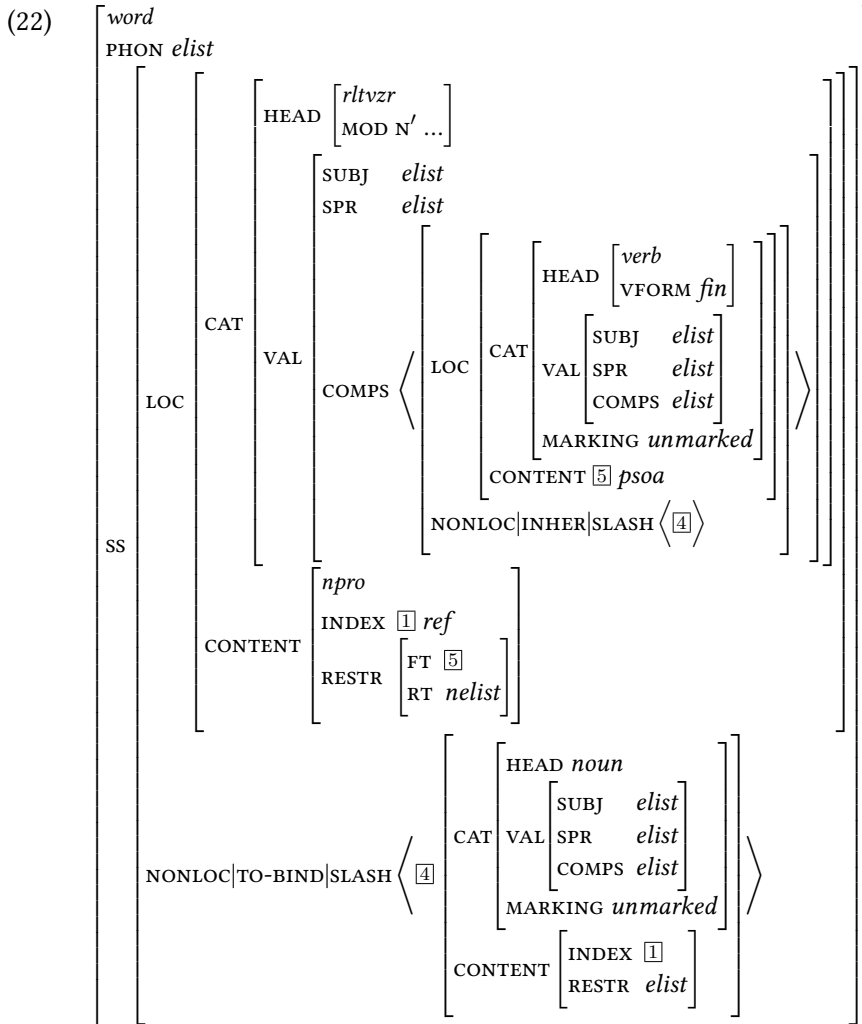 (22)
word
PHON elist
HEAD
rltvzr
MOD N′ ...
SUBJ elist
SPR elist
HEAD
verb
VFORM fin
CAT
VAL
COMPS
LOC
CAT
VAL
SUBJ elist
SPR elist
COMPS elist
LOC
MARKING unmarked
CONTENT 5 psoa
NONLOC|INHER|SLASH ⟨ 4 ⟩
SS
npro
INDEX 1 ref
CONTENT
RESTR
FT 5
RT nelist
HEAD noun
SUBJ elist
CAT VAL SPR elist
COMPS elist
NONLOC|TO-BIND|SLASH ⟨ 4
MARKING unmarked
CONTENT
INDEX 1
RESTR elist